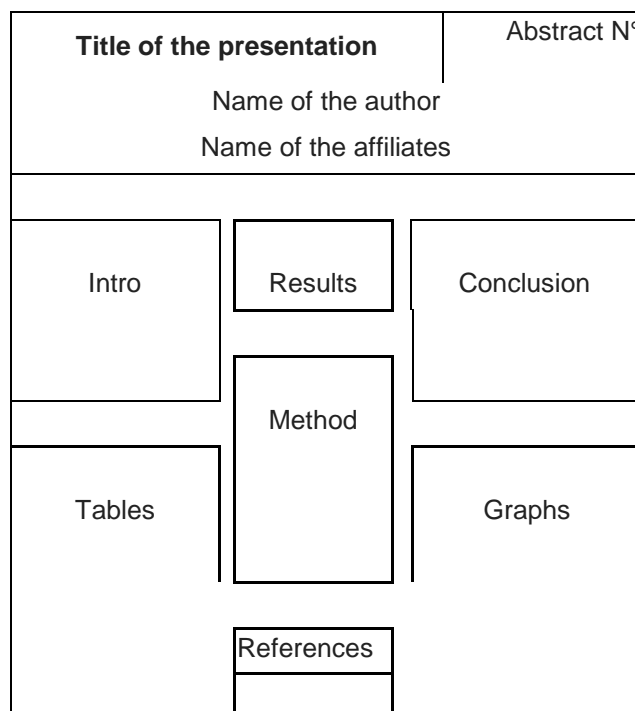 Title of the presentation
Abstract N°
Name of the author
Name of the affiliates
Intro
Results
Conclusion
Method
Tables
Graphs
References